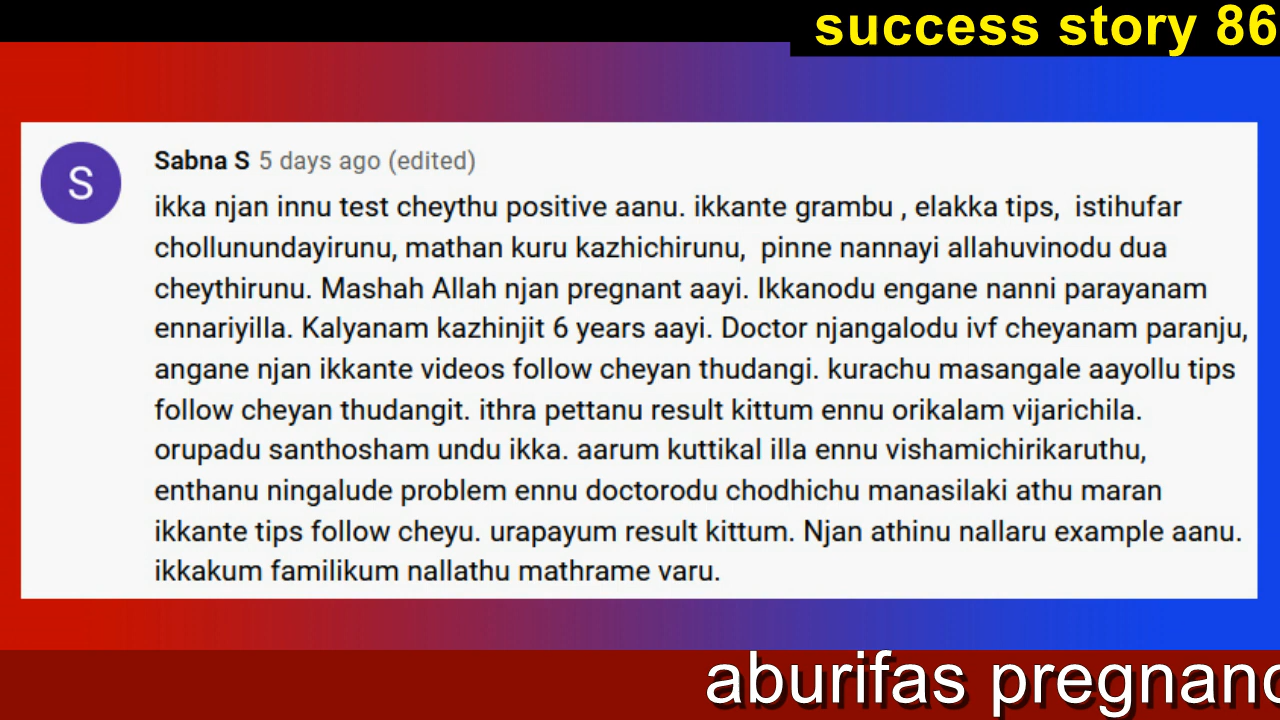 success story 86
Sabna S 5 days ago (edited)
S
ikka njan innu test cheythu positive aanu. ikkante grambu , elakka tips,  istihufar
chollunundayirunu, mathan kuru kazhichirunu,  pinne nannayi allahuvinodu dua
cheythirunu. Mashah Allah njan pregnant aayi. Ikkanodu engane nanni parayanam
ennariyilla. Kalyanam kazhinjit 6 years aayi. Doctor njangalodu ivf cheyanam paranju,
angane njan ikkante videos follow cheyan thudangi. kurachu masangale aayollu tips
follow cheyan thudangit. ithra pettanu result kittum ennu orikalam vijarichila.
orupadu santhosham undu ikka. aarum kuttikal illa ennu vishamichirikaruthu,
enthanu ningalude problem ennu doctorodu chodhichu manasilaki athu maran
ikkante tips follow cheyu. urapayum result kittum. Njan athinu nallaru example aanu.
ikkakum familikum nallathu mathrame varu.
aburifas pregnanc